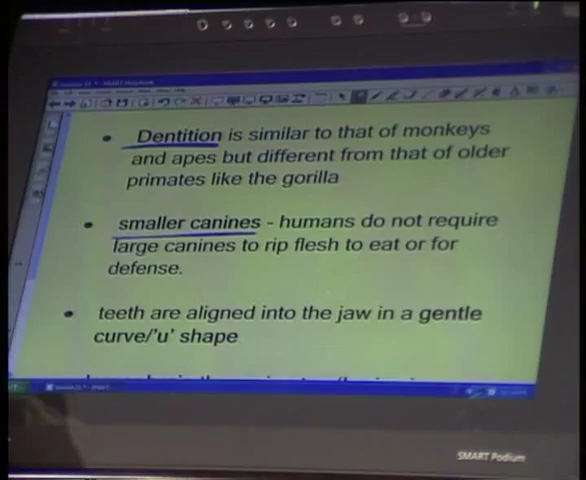 • Dentition is similar to that of monkeys
and apes but different from that of older
primates like the gorilla
• smaller canines - humans do not require
large canines to rip flesh to eat or for
defense.
• teeth are aligned into the jaw in a gentle
curve/'u' shape
SMART Podium